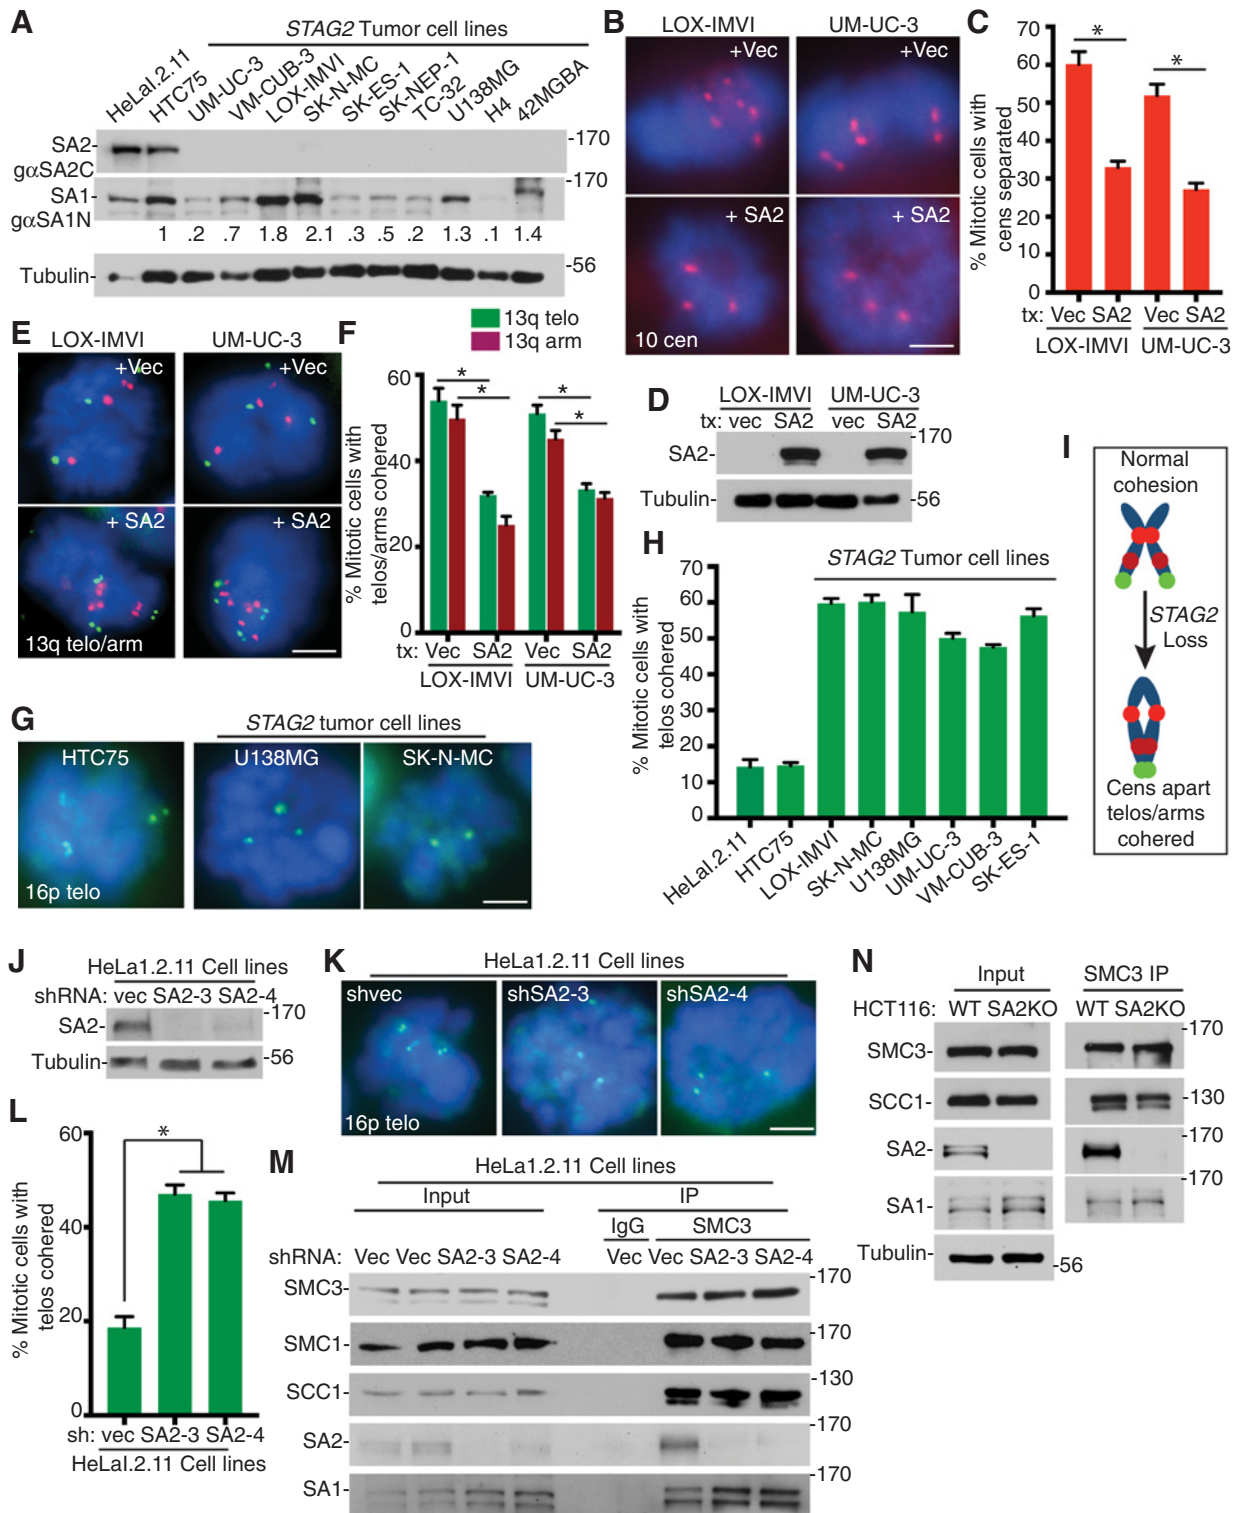 A
STAG2 Tumor cell lines
HeLaI.2.11
HTC75
UM-UC-3
VM-CUB-3
LOX-IMVI
SK-N-MC
SK-ES-1
SK-NEP-1
TC-32
U138MG
H4
42MGBA
SA2-
gαSA2C
-170
SA1-
gαSA1N
-170
1 .2 .7 1.8 2.1 .3 .5 .2 1.3 .1 1.4
Tubulin-
-56
B
LOX-IMVI UM-UC-3
+Vec +Vec
+ SA2 + SA2
10 cen
C
% Mitotic cells with
cens separated
70
60
50
40
30
20
10
0
* *
tx: Vec SA2 Vec SA2
LOX-IMVI UM-UC-3
E
LOX-IMVI UM-UC-3
+Vec +Vec
+ SA2 + SA2
13q telo/arm
F
13q telo
13q arm
% Mitotic cells with
telos/arms cohered
60
40
20
0
* * * *
tx: Vec SA2 Vec SA2
LOX-IMVI UM-UC-3
D
LOX-IMVI UM-UC-3
tx: vec SA2 vec SA2
SA2-
-170
Tubulin-
-56
I
Normal
cohesion
STAG2
Loss
Cens apart
telos/arms
cohered
G
STAG2 tumor cell lines
HTC75 U138MG SK-N-MC
16p telo
H
STAG2 Tumor cell lines
% Mitotic cells with
telos cohered
70
60
50
40
30
20
10
0
HeLaI.2.11
HTC75
LOX-IMVI
SK-N-MC
U138MG
UM-UC-3
VM-CUB-3
SK-ES-1
J
HeLa1.2.11 Cell lines
shRNA: vec SA2-3 SA2-4
SA2-
-170
Tubulin-
-56
K
HeLa1.2.11 Cell lines
shvec shSA2-3 shSA2-4
16p telo
L
% Mitotic cells with
telos cohered
60
40
20
0
*
sh: vec SA2-3 SA2-4
HeLaI.2.11 Cell lines
M
HeLa1.2.11 Cell lines
Input IP
IgG SMC3
shRNA: Vec Vec SA2-3 SA2-4 Vec Vec SA2-3 SA2-4
SMC3-
-170
SMC1-
-170
SCC1-
-130
SA2-
-170
SA1-
-170
N
Input SMC3 IP
HCT116: WT SA2KO WT SA2KO
SMC3-
-170
SCC1-
-130
SA2-
-170
SA1-
-170
Tubulin-
-56